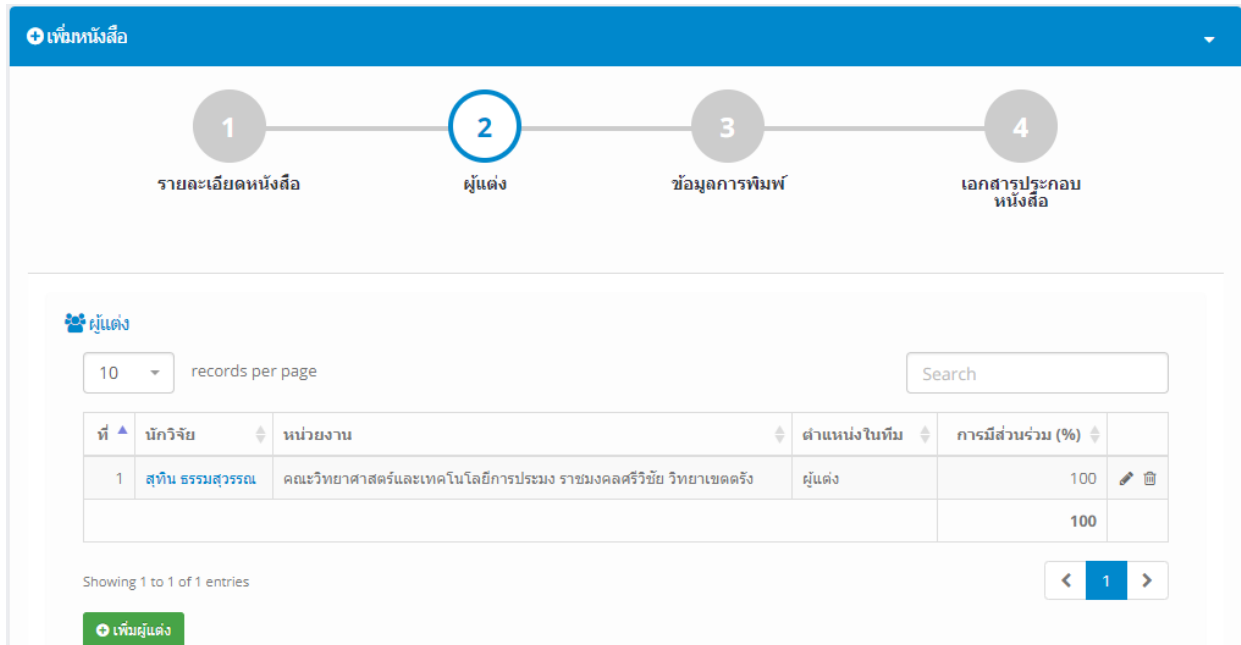 เพิ่มหนังสือ
1 2 3 4
รายละเอียดหนังสือ ผู้แต่ง ข้อมูลการพิมพ์ เอกสารประกอบ
หนังสือ
ผู้แต่ง
10 records per page Search
ที่ นักวิจัย หน่วยงาน ตำแหน่งในทีม การมีส่วนร่วม (%)
1 สุทิน ธรรมสุวรรณ คณะวิทยาศาสตร์และเทคโนโลยีการประมง ราชมงคลศรีวิชัย วิทยาเขตตรัง ผู้แต่ง 100
100
Showing 1 to 1 of 1 entries 1
เพิ่มผู้แต่ง